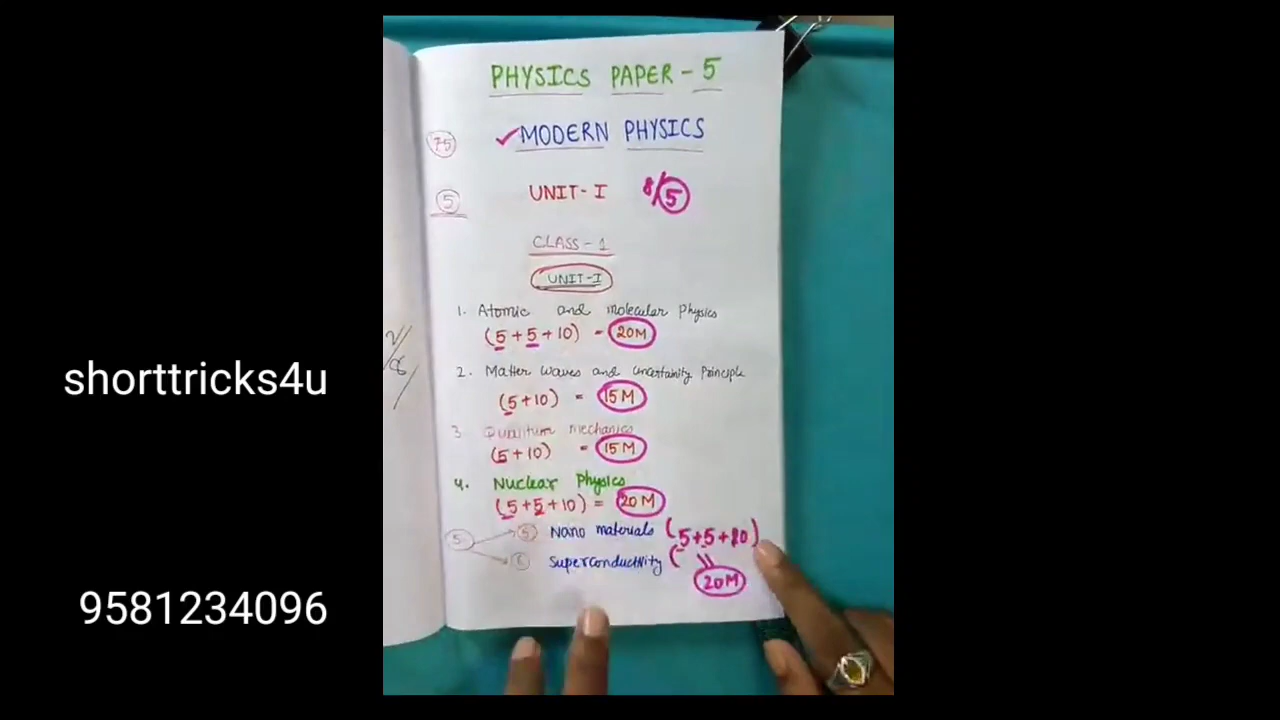 PHYSICS PAPER - 5
75 ✓MODERN PHYSICS
5 UNIT- I 8/5
CLASS - 1
UNIT-I
1. Atomic and molecular Physics
(5+5+10) = 20M
shorttricks4u
2. Matter waves and uncertainity Principle
(5+10) = 15M
3. Quantum mechanics
(5+10) = 15M
4. Nuclear Physics
(5+5+10) = 20M
5 5 Nano materials (5+5+10)
Superconductivity (
20M
9581234096